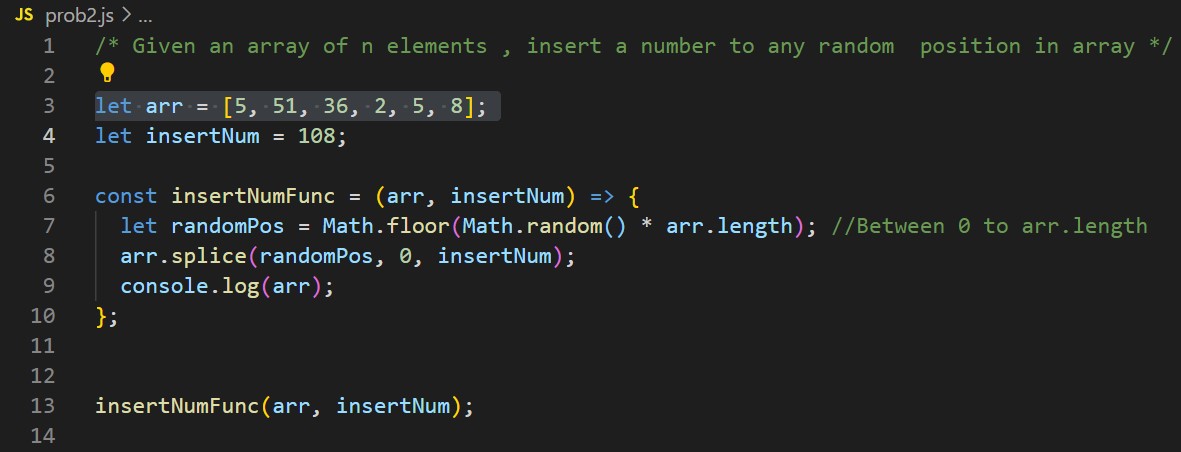 JS prob2.js > ...
1 /* Given an array of n elements , insert a number to any random  position in array */
2
3 let arr = [5, 51, 36, 2, 5, 8];
4 let insertNum = 108;
5
6 const insertNumFunc = (arr, insertNum) => {
7   let randomPos = Math.floor(Math.random() * arr.length); //Between 0 to arr.length
8   arr.splice(randomPos, 0, insertNum);
9   console.log(arr);
10 };
11
12
13 insertNumFunc(arr, insertNum);
14